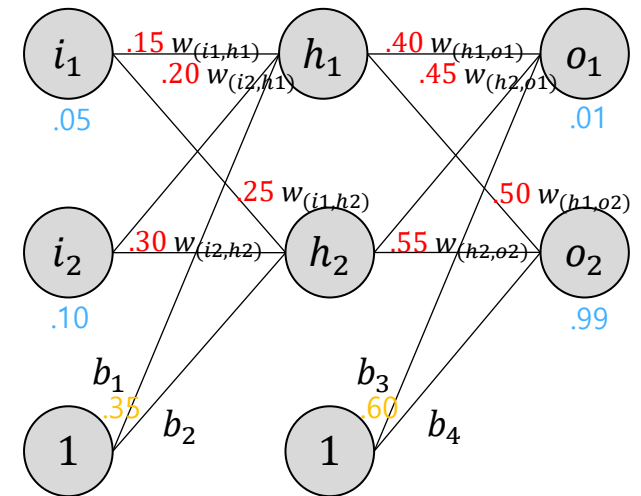 i₁ .15 w₍ᵢ₁,ₕ₁₎ h₁ .40 w₍ₕ₁,ₒ₁₎ o₁
.20 w₍ᵢ₂,ₕ₁₎ .45 w₍ₕ₂,ₒ₁₎
.05 .01
.25 w₍ᵢ₁,ₕ₂₎ .50 w₍ₕ₁,ₒ₂₎
i₂ .30 w₍ᵢ₂,ₕ₂₎ h₂ .55 w₍ₕ₂,ₒ₂₎ o₂
.10 .99
b₁ b₃
.35 .60
b₂ b₄
1 1